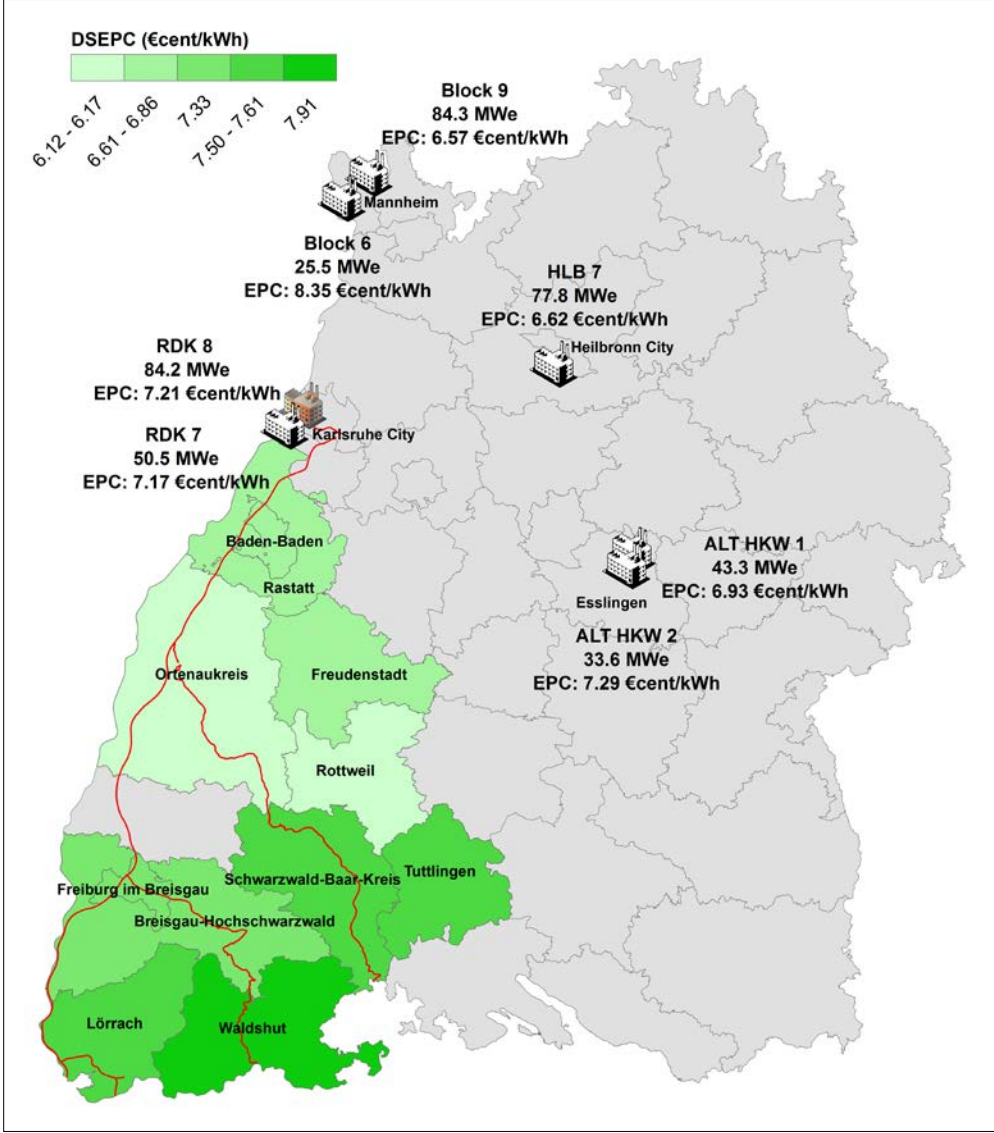 DSEPC (€cent/kWh)
6.12 - 6.17
6.61 - 6.86
7.33
7.50 - 7.61
7.91
Block 9
84.3 MWe
EPC: 6.57 €cent/kWh
Mannheim
Block 6
25.5 MWe
EPC: 8.35 €cent/kWh
HLB 7
77.8 MWe
EPC: 6.62 €cent/kWh
Heilbronn City
RDK 8
84.2 MWe
EPC: 7.21 €cent/kWh
RDK 7
50.5 MWe
EPC: 7.17 €cent/kWh
Karlsruhe City
Baden-Baden
Rastatt
ALT HKW 1
43.3 MWe
EPC: 6.93 €cent/kWh
Esslingen
ALT HKW 2
33.6 MWe
EPC: 7.29 €cent/kWh
Ortenaukreis
Freudenstadt
Rottweil
Freiburg im Breisgau
Schwarzwald-Baar-Kreis
Tuttlingen
Breisgau-Hochschwarzwald
Lörrach
Waldshut